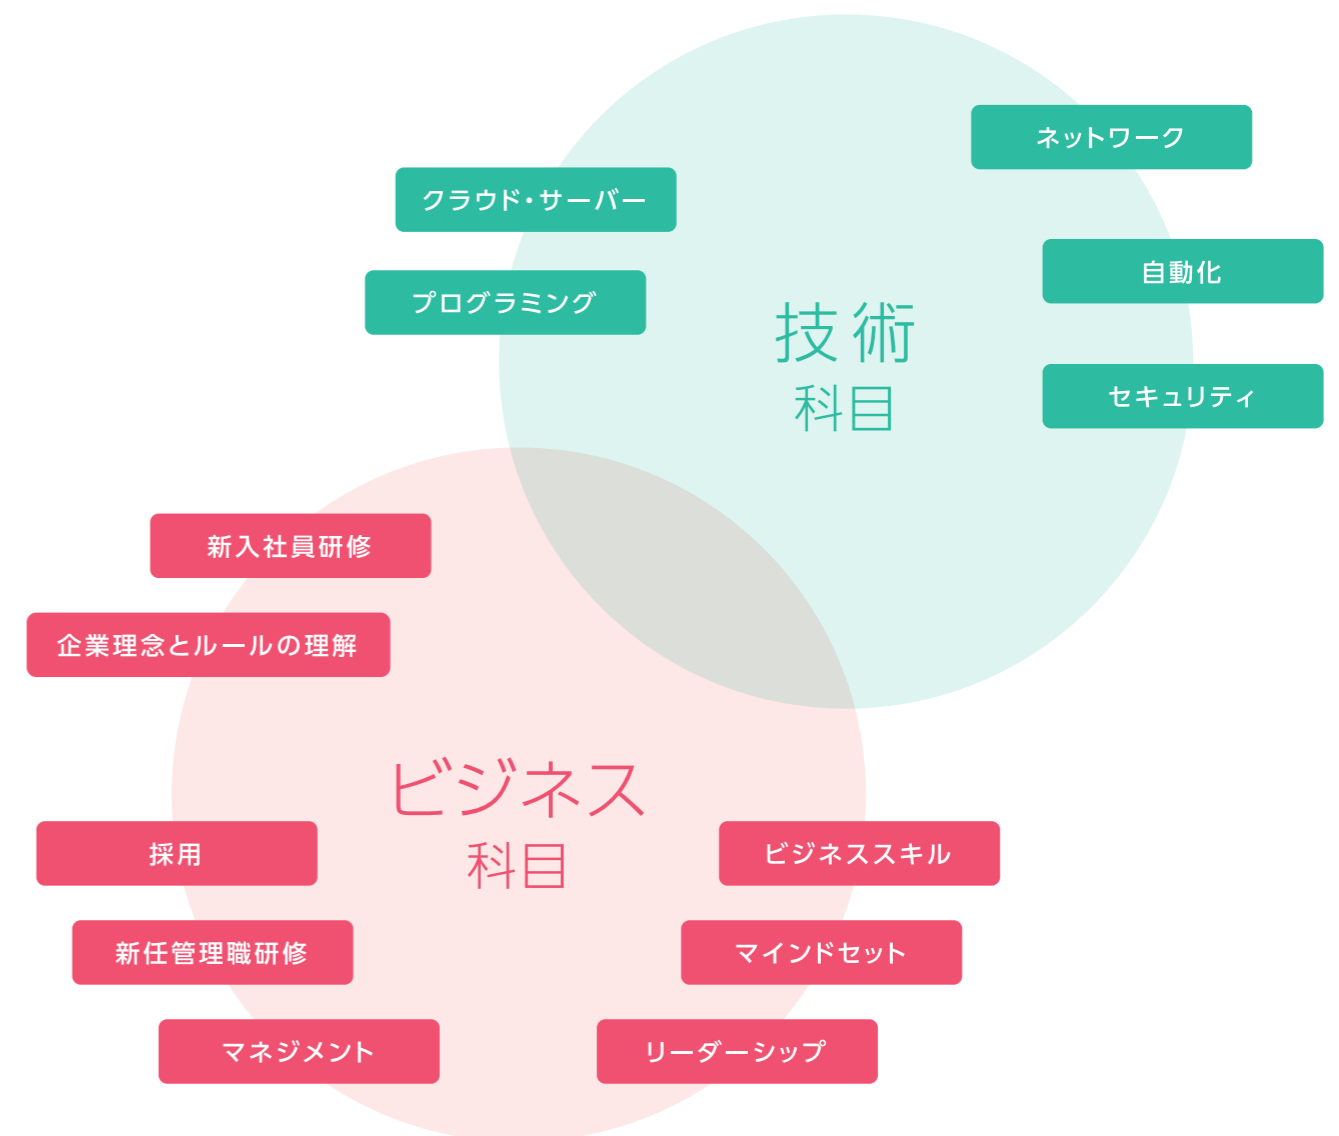 ネットワーク
クラウド・サーバー
自動化
プログラミング
技術
科目
セキュリティ
新入社員研修
企業理念とルールの理解
ビジネス
科目
採用
ビジネススキル
新任管理職研修
マインドセット
マネジメント
リーダーシップ